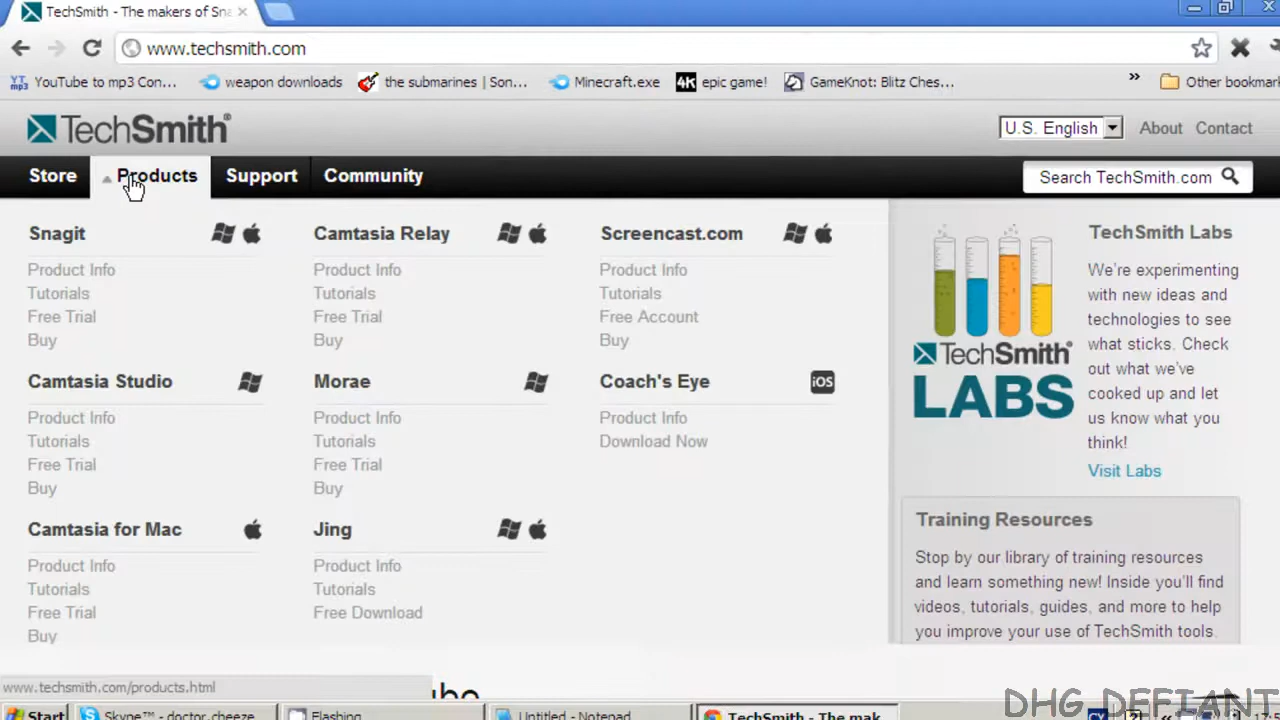 TechSmith - The makers of Sna
www.techsmith.com
YT mp3 YouTube to mp3 Con... weapon downloads the submarines | Son... Minecraft.exe 4K epic game! GameKnot: Blitz Ches... » Other bookmark
TechSmith® U.S. English About Contact
Store Products Support Community Search TechSmith.com
Snagit Camtasia Relay Screencast.com
Product Info Product Info Product Info
Tutorials Tutorials Tutorials
Free Trial Free Trial Free Account
Buy Buy Buy
Camtasia Studio Morae Coach's Eye iOS
Product Info Product Info Product Info
Tutorials Tutorials Download Now
Free Trial Free Trial
Buy Buy
Camtasia for Mac Jing
Product Info Product Info
Tutorials Tutorials
Free Trial Free Download
Buy
TechSmith®
LABS
TechSmith Labs
We're experimenting
with new ideas and
technologies to see
what sticks. Check
out what we've
cooked up and let
us know what you
think!
Visit Labs
Training Resources
Stop by our library of training resources
and learn something new! Inside you'll find
videos, tutorials, guides, and more to help
you improve your use of TechSmith tools.
www.techsmith.com/products.html
DHG DEFIANT
Start Skype™ - doctor.cheeze Flashing Untitled - Notepad TechSmith - The mak... CY